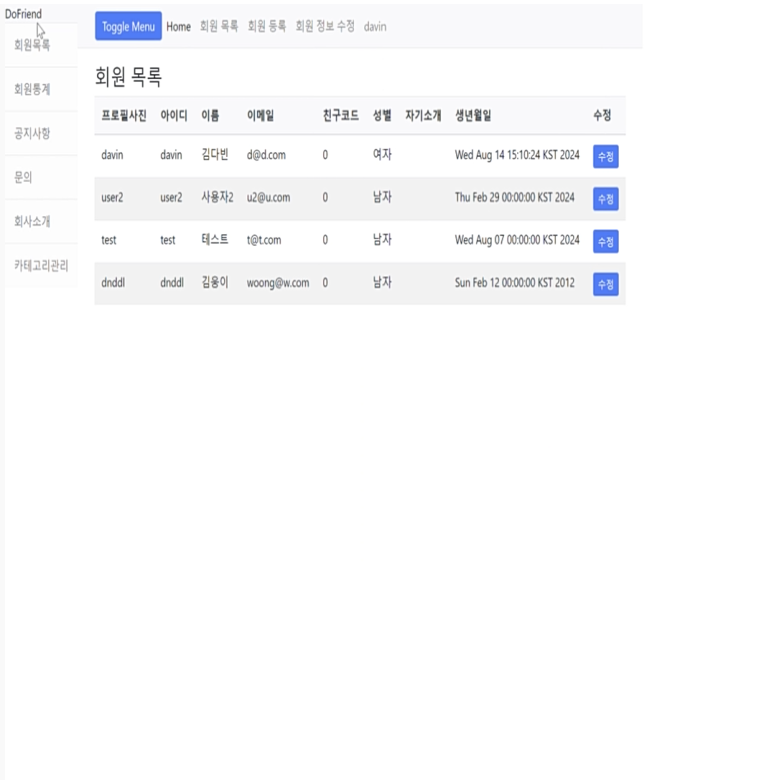 DoFriend
회원목록
회원통계
공지사항
문의
회사소개
카테고리관리
Toggle Menu Home 회원 목록 회원 등록 회원 정보 수정 davin
회원 목록
프로필사진 아이디 이름 이메일 친구코드 성별 자기소개 생년월일 수정
davin davin 김다빈 d@d.com 0 여자 Wed Aug 14 15:10:24 KST 2024 수정
user2 user2 사용자2 u2@u.com 0 남자 Thu Feb 29 00:00:00 KST 2024 수정
test test 테스트 t@t.com 0 남자 Wed Aug 07 00:00:00 KST 2024 수정
dnddl dnddl 김웅이 woong@w.com 0 남자 Sun Feb 12 00:00:00 KST 2012 수정